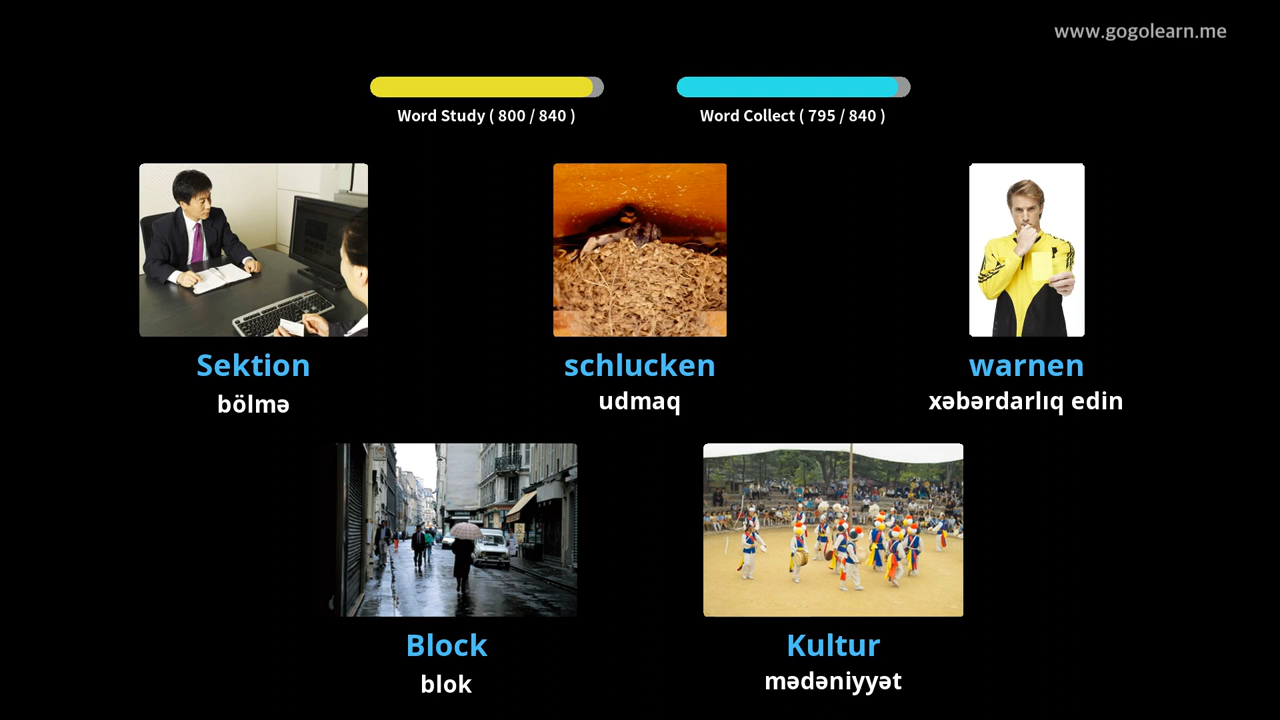 www.gogolearn.me
Word Study ( 800 / 840 )
Word Collect ( 795 / 840 )
Sektion
bölmə
schlucken
udmaq
warnen
xəbərdarlıq edin
Block
blok
Kultur
mədəniyyət